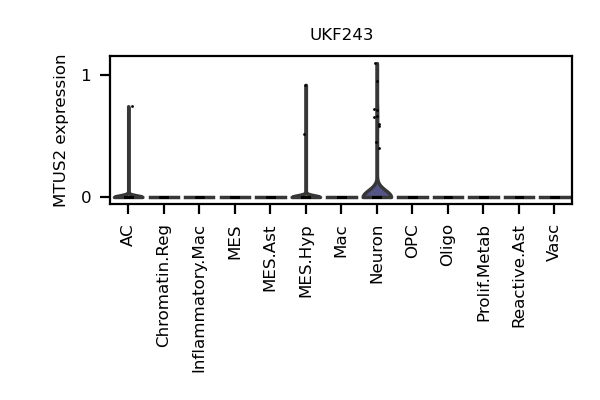 UKF243
MTUS2 expression
1
0
AC
Chromatin.Reg
Inflammatory.Mac
MES
MES.Ast
MES.Hyp
Mac
Neuron
OPC
Oligo
Prolif.Metab
Reactive.Ast
Vasc